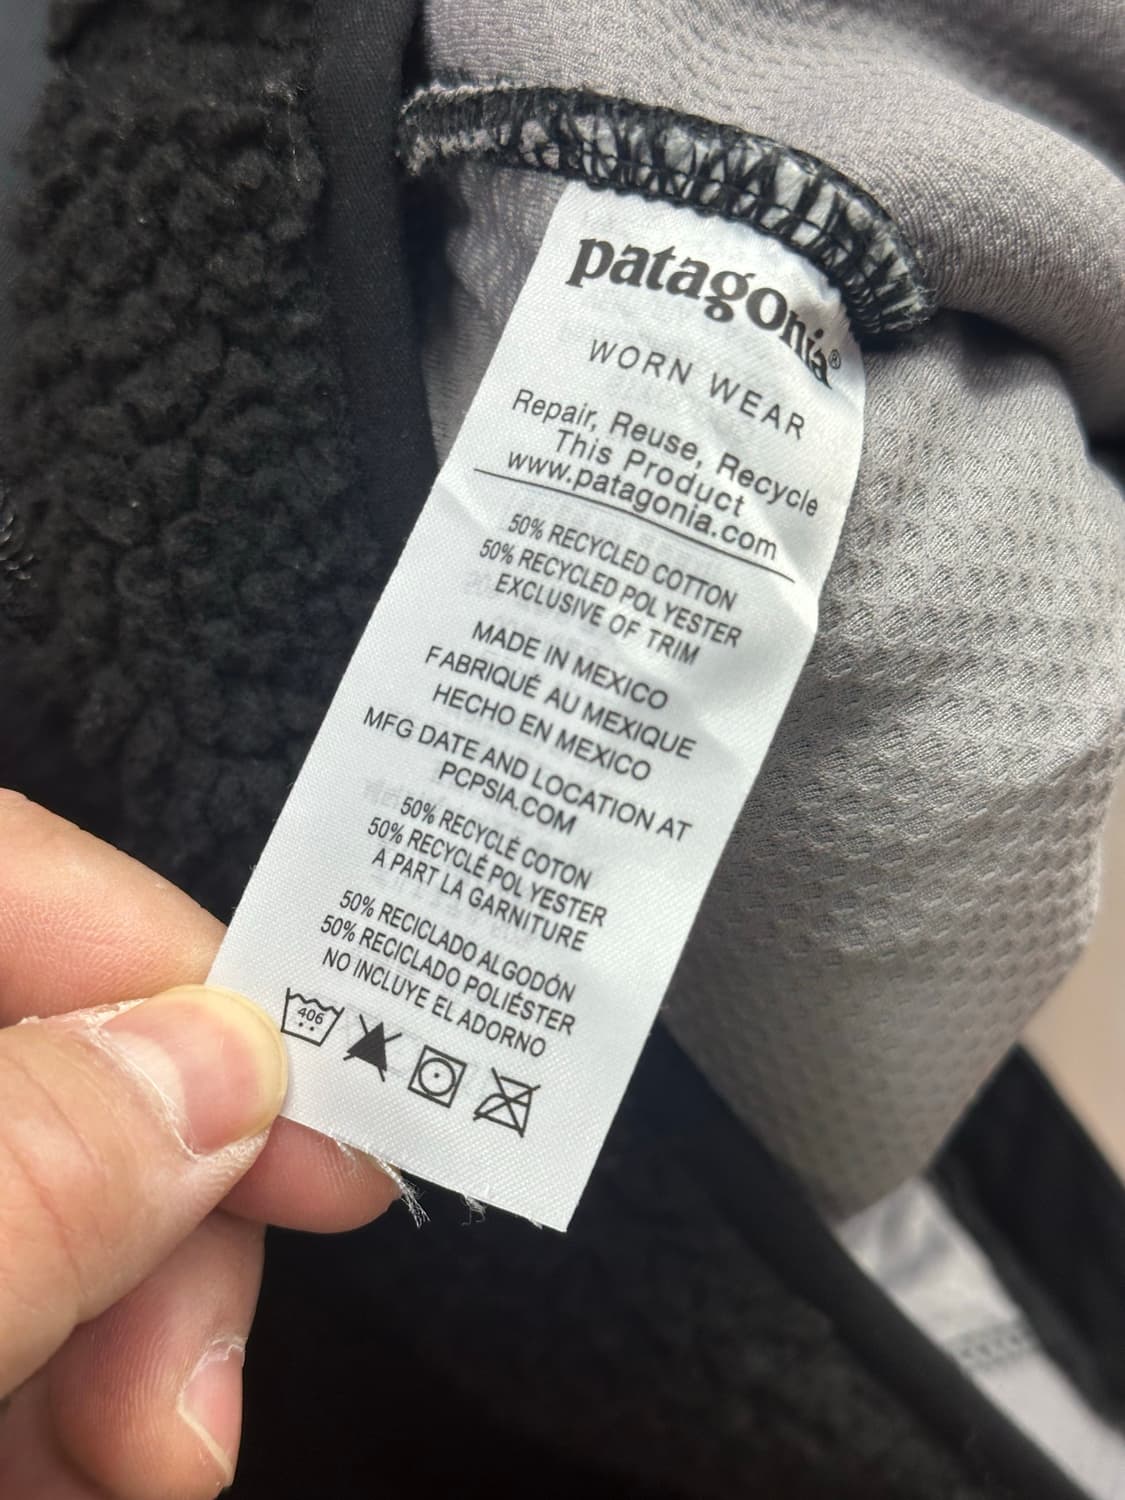 patagonia®
WORN WEAR
Repair, Reuse, Recycle
This Product
www.patagonia.com
50% RECYCLED COTTON
50% RECYCLED POLYESTER
EXCLUSIVE OF TRIM
MADE IN MEXICO
FABRIQUÉ AU MEXIQUE
HECHO EN MEXICO
MFG DATE AND LOCATION AT
PCPSIA.COM
50% RECYCLÉ COTON
50% RECYCLÉ POLYESTER
A PART LA GARNITURE
50% RECICLADO ALGODÓN
50% RECICLADO POLIÉSTER
NO INCLUYE EL ADORNO
406